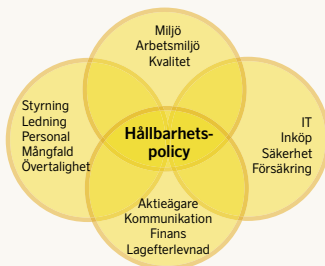 Miljö
Arbetsmiljö
Kvalitet
Styrning
Ledning
Personal
Mångfald
Övertalighet
Hållbarhets-
policy
IT
Inköp
Säkerhet
Försäkring
Aktieägare
Kommunikation
Finans
Lagefterlevnad